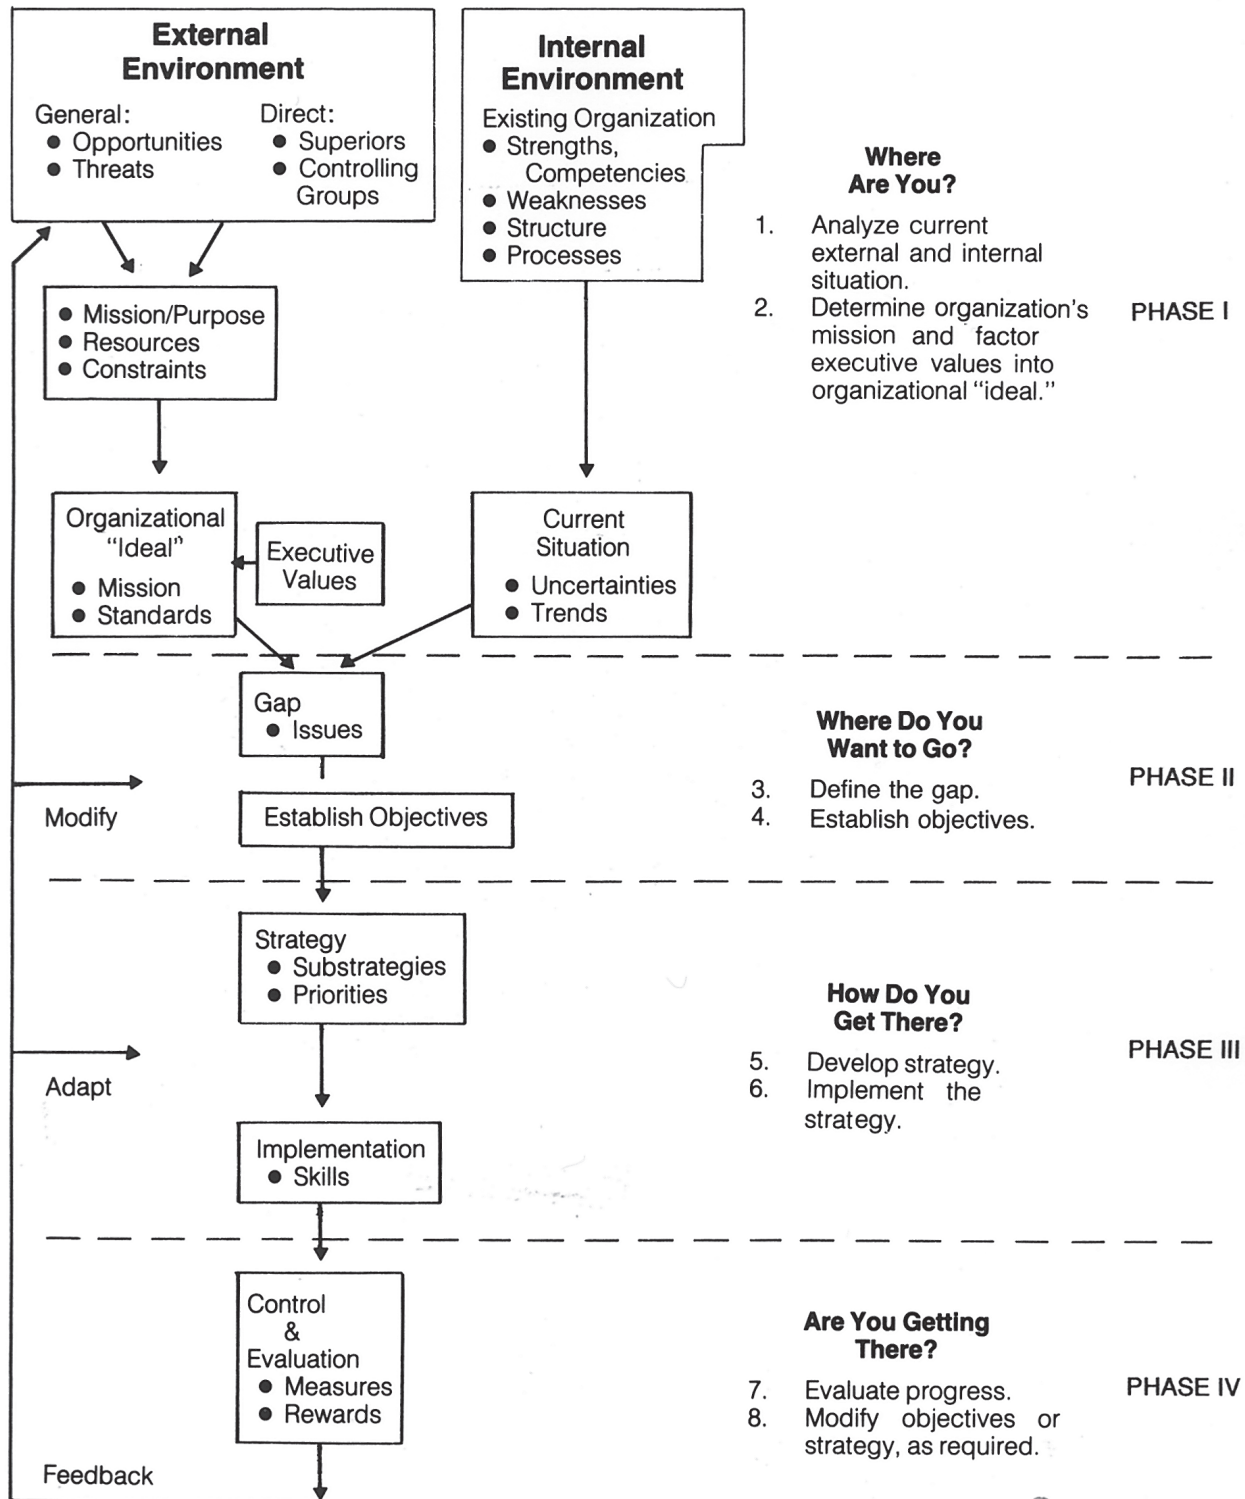 External
Environment
General:
● Opportunities
● Threats
Direct:
● Superiors
● Controlling
Groups
Internal
Environment
Existing Organization
● Strengths,
Competencies
● Weaknesses
● Structure
● Processes
Where
Are You?
1. Analyze current
external and internal
situation.
2. Determine organization's
mission and factor
executive values into
organizational "ideal."
PHASE I
● Mission/Purpose
● Resources
● Constraints
Organizational
"Ideal"
● Mission
● Standards
Executive
Values
Current
Situation
● Uncertainties
● Trends
Gap
● Issues
Where Do You
Want to Go?
3. Define the gap.
4. Establish objectives.
PHASE II
Modify
Establish Objectives
Strategy
● Substrategies
● Priorities
How Do You
Get There?
5. Develop strategy.
6. Implement the
strategy.
PHASE III
Adapt
Implementation
● Skills
Control
&
Evaluation
● Measures
● Rewards
Are You Getting
There?
7. Evaluate progress.
8. Modify objectives or
strategy, as required.
PHASE IV
Feedback